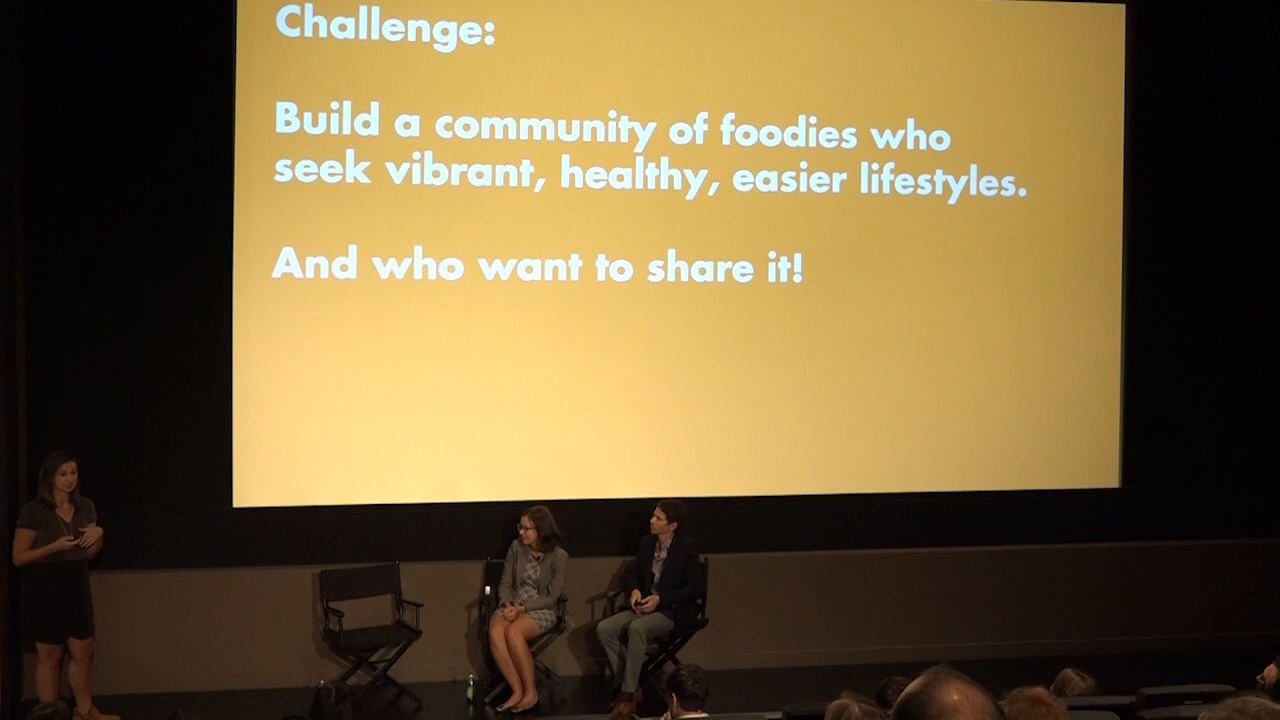 Challenge:
Build a community of foodies who
seek vibrant, healthy, easier lifestyles.
And who want to share it!